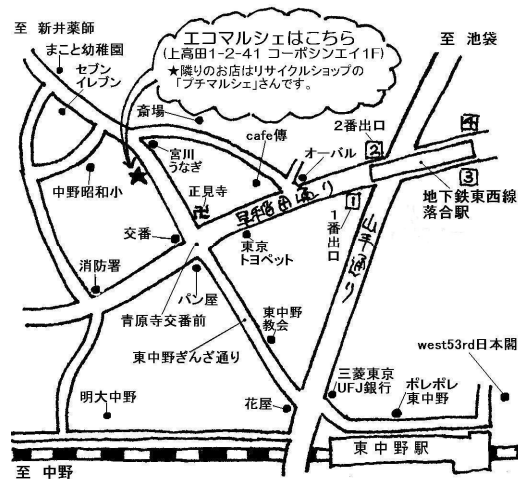 至 新井薬師
まこと幼稚園
セブン
イレブン
エコマルシェはこちら
(上高田1-2-41 コーポシンエイ1F)
★隣りのお店はリサイクルショップの
「プチマルシェ」さんです。
至 池袋
斎場
cafe傳
2番出口
2
4
宮川
うなぎ
オーバル
中野昭和小
正見寺
卍
早稲田通り
1
1番出口
3
地下鉄東西線
落合駅
山手通り
交番
東京
トヨペット
消防署
パン屋
青原寺交番前
東中野
教会
東中野ぎんざ通り
west53rd日本閣
三菱東京
UFJ銀行
ポレポレ
東中野
明大中野
花屋
東中野駅
至 中野